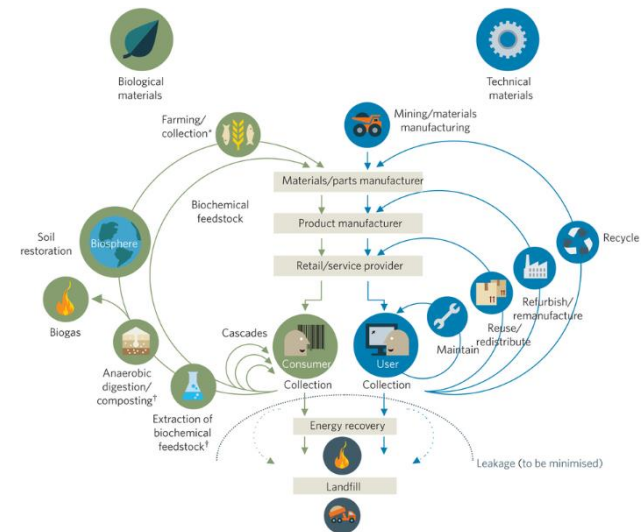 Biological
materials
Technical
materials
Farming/
collection*
Mining/materials
manufacturing
Materials/parts manufacturer
Biochemical
feedstock
Product manufacturer
Soil
restoration
Biosphere
Recycle
Retail/service provider
Biogas
Refurbish/
remanufacture
Reuse/
redistribute
Cascades
Maintain
Consumer
User
Anaerobic
digestion/
composting†
Collection
Collection
Extraction of
biochemical
feedstock†
Energy recovery
Leakage (to be minimised)
Landfill